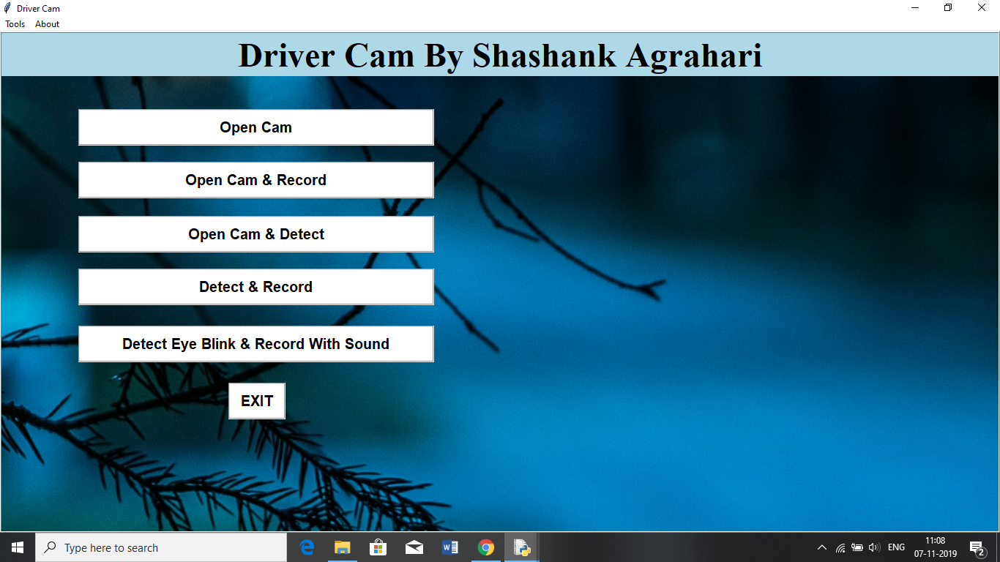 Driver Cam
Tools About
Driver Cam By Shashank Agrahari
Open Cam
Open Cam & Record
Open Cam & Detect
Detect & Record
Detect Eye Blink & Record With Sound
EXIT
Type here to search
ENG
11:08
07-11-2019
2